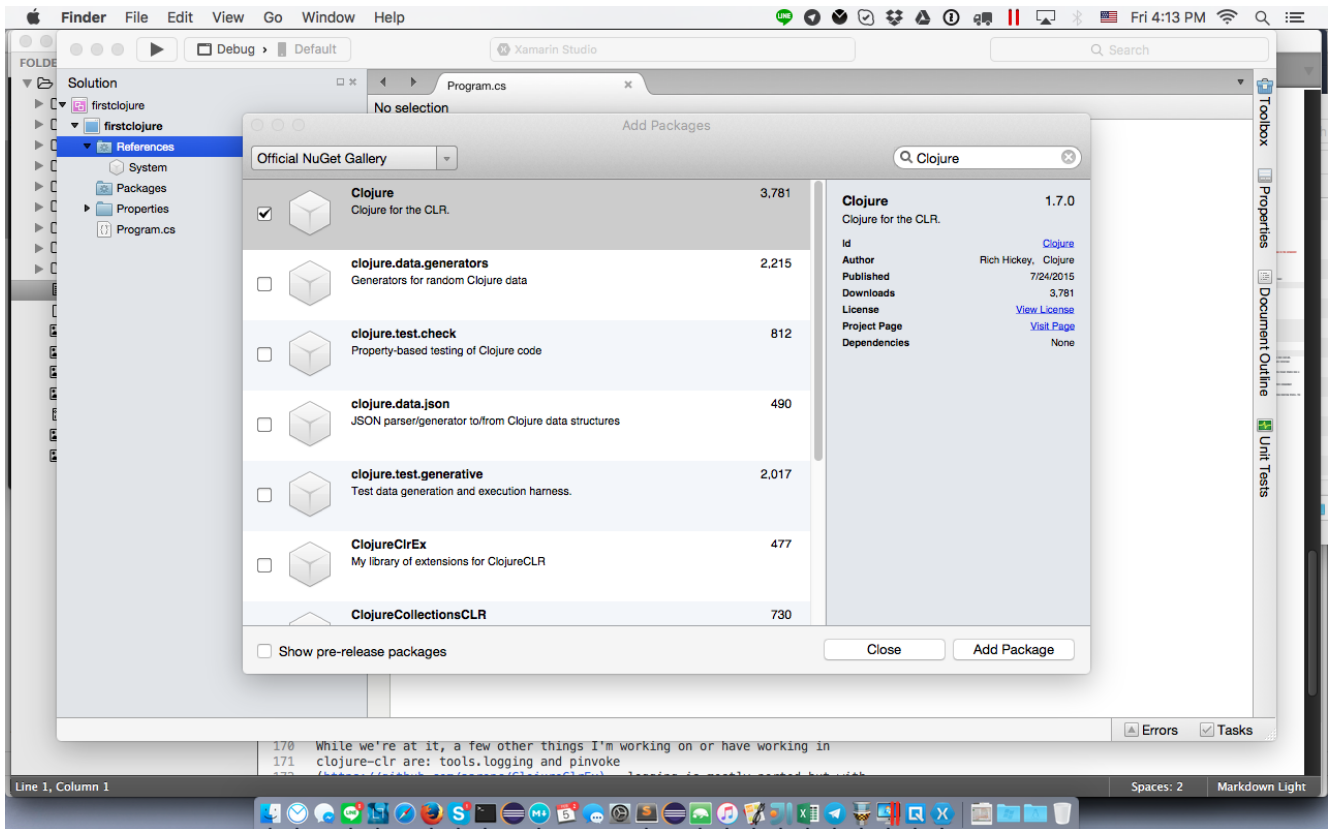 Finder File Edit View Go Window Help
Fri 4:13 PM
FOLDE
Debug › Default
Xamarin Studio
Search
Solution
Program.cs
No selection
firstclojure
firstclojure
References
System
Packages
Properties
Program.cs
Toolbox
Properties
Document Outline
Unit Tests
Add Packages
Official NuGet Gallery
Clojure
Clojure 3,781
Clojure for the CLR.
clojure.data.generators 2,215
Generators for random Clojure data
clojure.test.check 812
Property-based testing of Clojure code
clojure.data.json 490
JSON parser/generator to/from Clojure data structures
clojure.test.generative 2,017
Test data generation and execution harness.
ClojureClrEx 477
My library of extensions for ClojureCLR
ClojureCollectionsCLR 730
Clojure 1.7.0
Clojure for the CLR.
Id Clojure
Author Rich Hickey, Clojure
Published 7/24/2015
Downloads 3,781
License View License
Project Page Visit Page
Dependencies None
Show pre-release packages
Close
Add Package
Errors
Tasks
170 While we're at it, a few other things I'm working on or have working in
171 clojure-clr are: tools.logging and pinvoke
Line 1, Column 1
Spaces: 2
Markdown Light